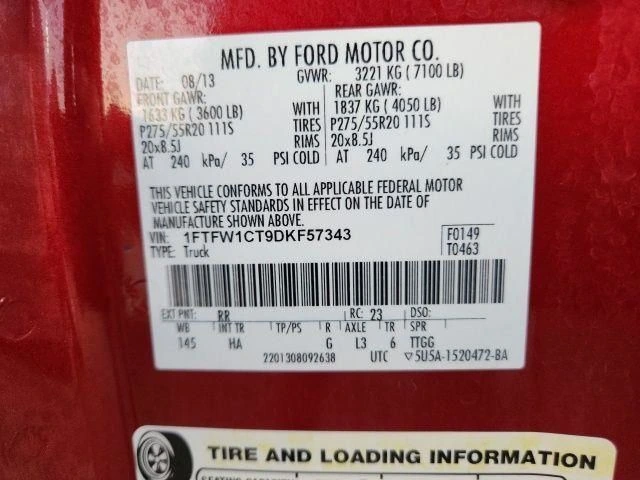 MFD. BY FORD MOTOR CO.
DATE: 08/13 GVWR: 3221 KG ( 7100 LB)
FRONT GAWR: REAR GAWR:
1633 KG ( 3600 LB) WITH 1837 KG ( 4050 LB) WITH
P275/55R20 111S TIRES P275/55R20 111S TIRES
20x8.5J RIMS 20x8.5J RIMS
AT 240 kPa/ 35 PSI COLD AT 240 kPa/ 35 PSI COLD
THIS VEHICLE CONFORMS TO ALL APPLICABLE FEDERAL MOTOR
VEHICLE SAFETY STANDARDS IN EFFECT ON THE DATE OF
MANUFACTURE SHOWN ABOVE.
VIN: 1FTFW1CT9DKF57343 F0149
TYPE: Truck T0463
EXT PNT: RR RC: 23 DSO:
WB INT TR TP/PS R AXLE TR SPR
145 HA G L3 6 TTGG
2201308092638 UTC ▽5U5A-1520472-BA
TIRE AND LOADING INFORMATION
SEATING CAPACITY